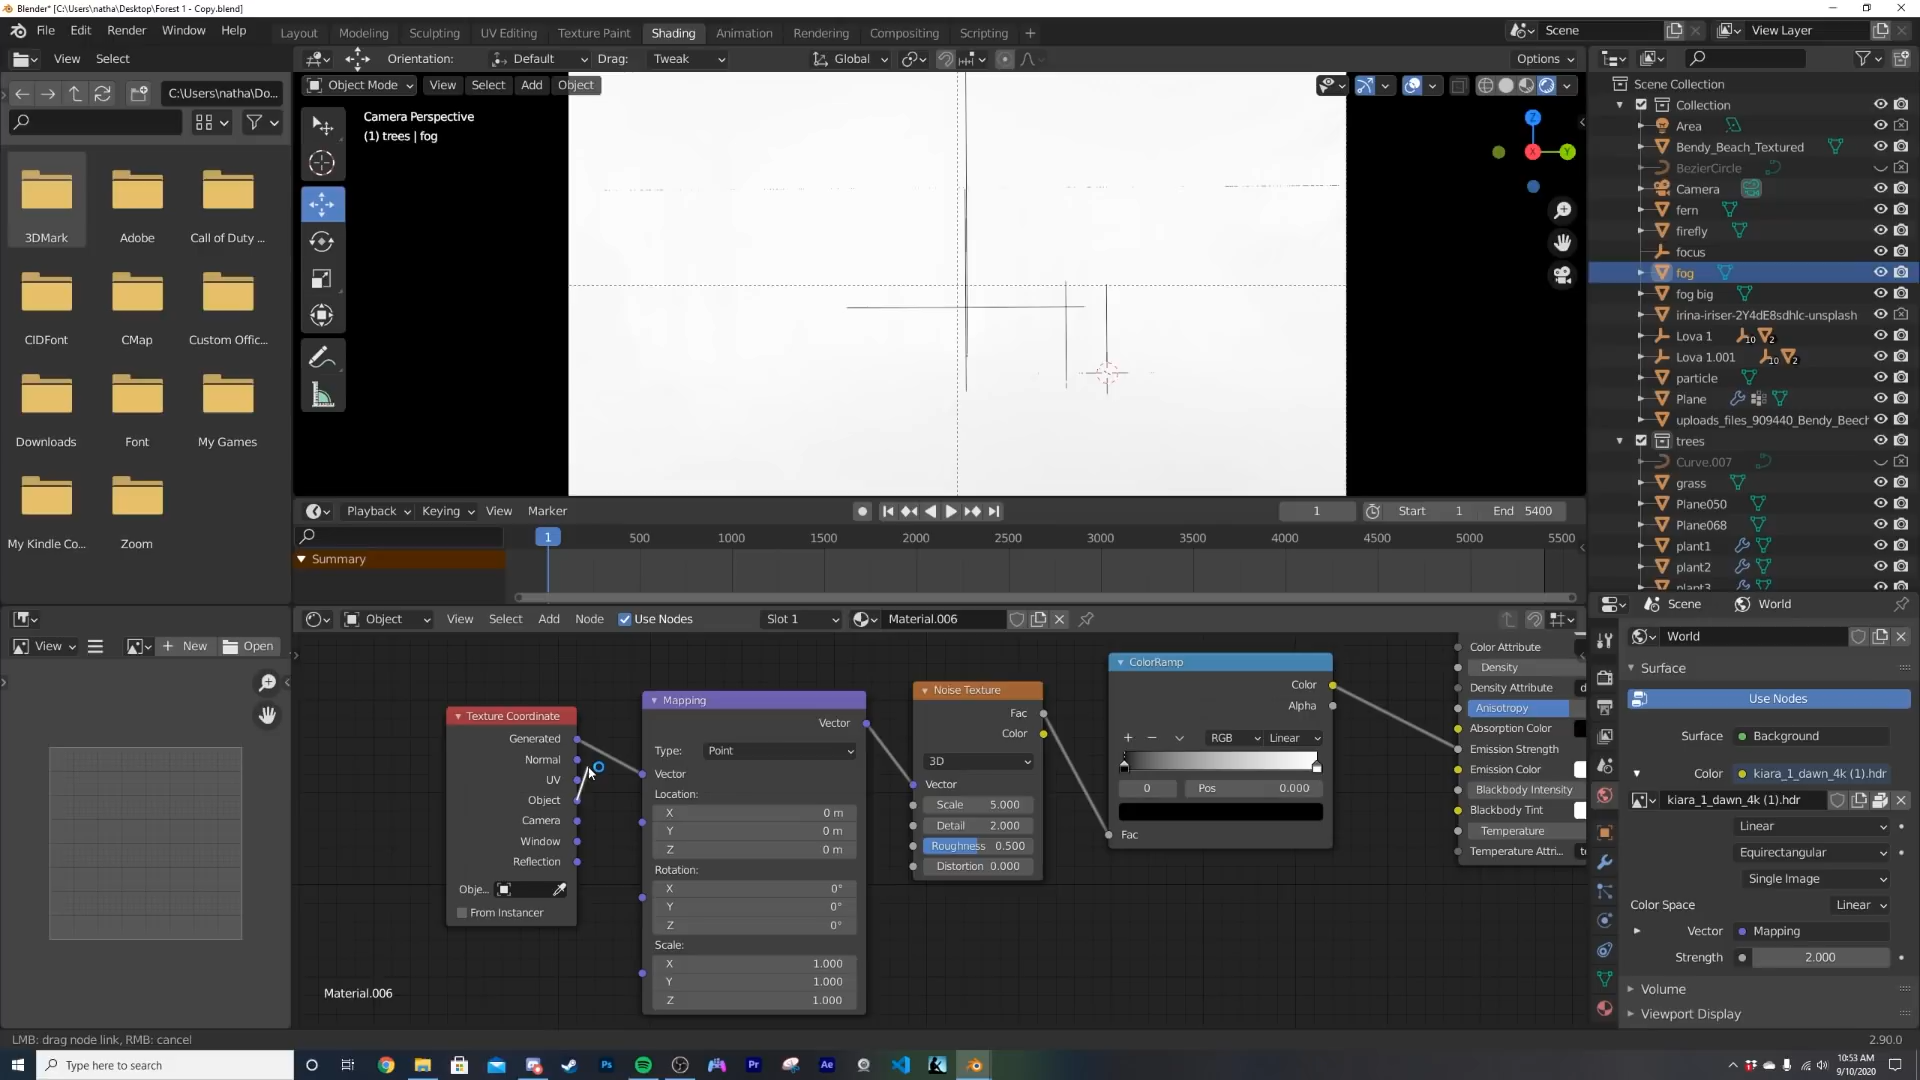 Blender* [C:\Users\natha\Desktop\Forest 1 - Copy.blend]
File Edit Render Window Help
Layout Modeling Sculpting UV Editing Texture Paint Shading Animation Rendering Compositing Scripting +
Scene
View Layer
View Select
Orientation: Default Drag: Tweak
Global
Options
C:\Users\natha\Do...
Object Mode View Select Add Object
Camera Perspective
(1) trees | fog
3DMark Adobe Call of Duty ...
CIDFont CMap Custom Offic...
Downloads Font My Games
My Kindle Co... Zoom
Z
X
Y
Scene Collection
Collection
Area
Bendy_Beach_Textured
BezierCircle
Camera
fern
firefly
focus
fog
fog big
irina-iriser-2Y4dE8sdhlc-unsplash
Lova 1 10 2
Lova 1.001 10 2
particle
Plane
uploads_files_909440_Bendy_Beech
trees
Curve.007
grass
Plane050
Plane068
plant1
plant2
plant3
Playback Keying View Marker
1 Start 1 End 5400
1 500 1000 1500 2000 2500 3000 3500 4000 4500 5000 5500
Summary
View New Open
Object View Select Add Node Use Nodes Slot 1 Material.006
Texture Coordinate
Generated
Normal
UV
Object
Camera
Window
Reflection
Obje...
From Instancer
Mapping
Vector
Type: Point
Vector
Location:
X 0 m
Y 0 m
Z 0 m
Rotation:
X 0°
Y 0°
Z 0°
Scale:
X 1.000
Y 1.000
Z 1.000
Noise Texture
Fac
Color
3D
Vector
Scale 5.000
Detail 2.000
Roughness 0.500
Distortion 0.000
ColorRamp
Color
Alpha
RGB Linear
0 Pos 0.000
Fac
Color Attribute
Density
Density Attribute d
Anisotropy
Absorption Color
Emission Strength
Emission Color
Blackbody Intensity
Blackbody Tint
Temperature
Temperature Attri... te
Material.006
Scene World
World
Surface
Use Nodes
Surface Background
Color kiara_1_dawn_4k (1).hdr
kiara_1_dawn_4k (1).hdr
Linear
Equirectangular
Single Image
Color Space Linear
Vector Mapping
Strength 2.000
Volume
Viewport Display
LMB: drag node link, RMB: cancel
2.90.0
Type here to search
Ps
Pr
Ae
10:53 AM
9/10/2020